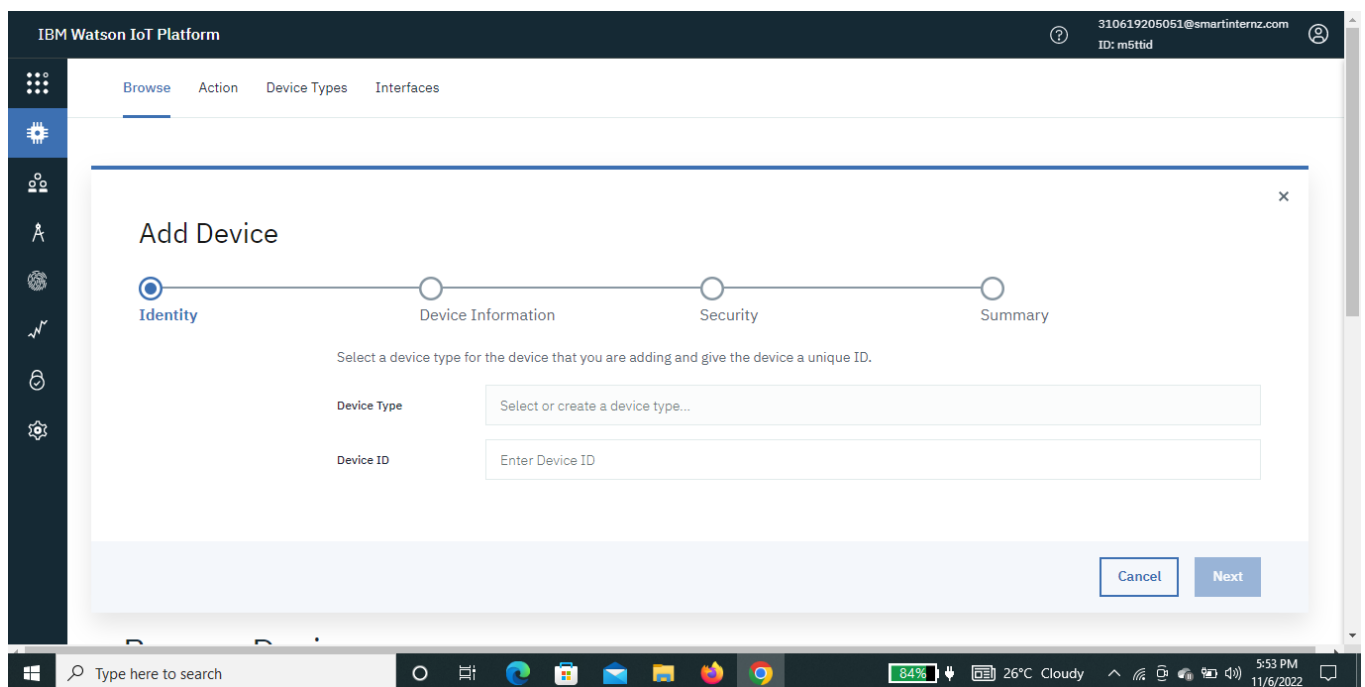 IBM Watson IoT Platform
310619205051@smartinternz.com
ID: m5ttid
Browse Action Device Types Interfaces
Add Device
Identity Device Information Security Summary
Select a device type for the device that you are adding and give the device a unique ID.
Device Type Select or create a device type...
Device ID Enter Device ID
Cancel Next
Type here to search
84% 26°C Cloudy
5:53 PM
11/6/2022